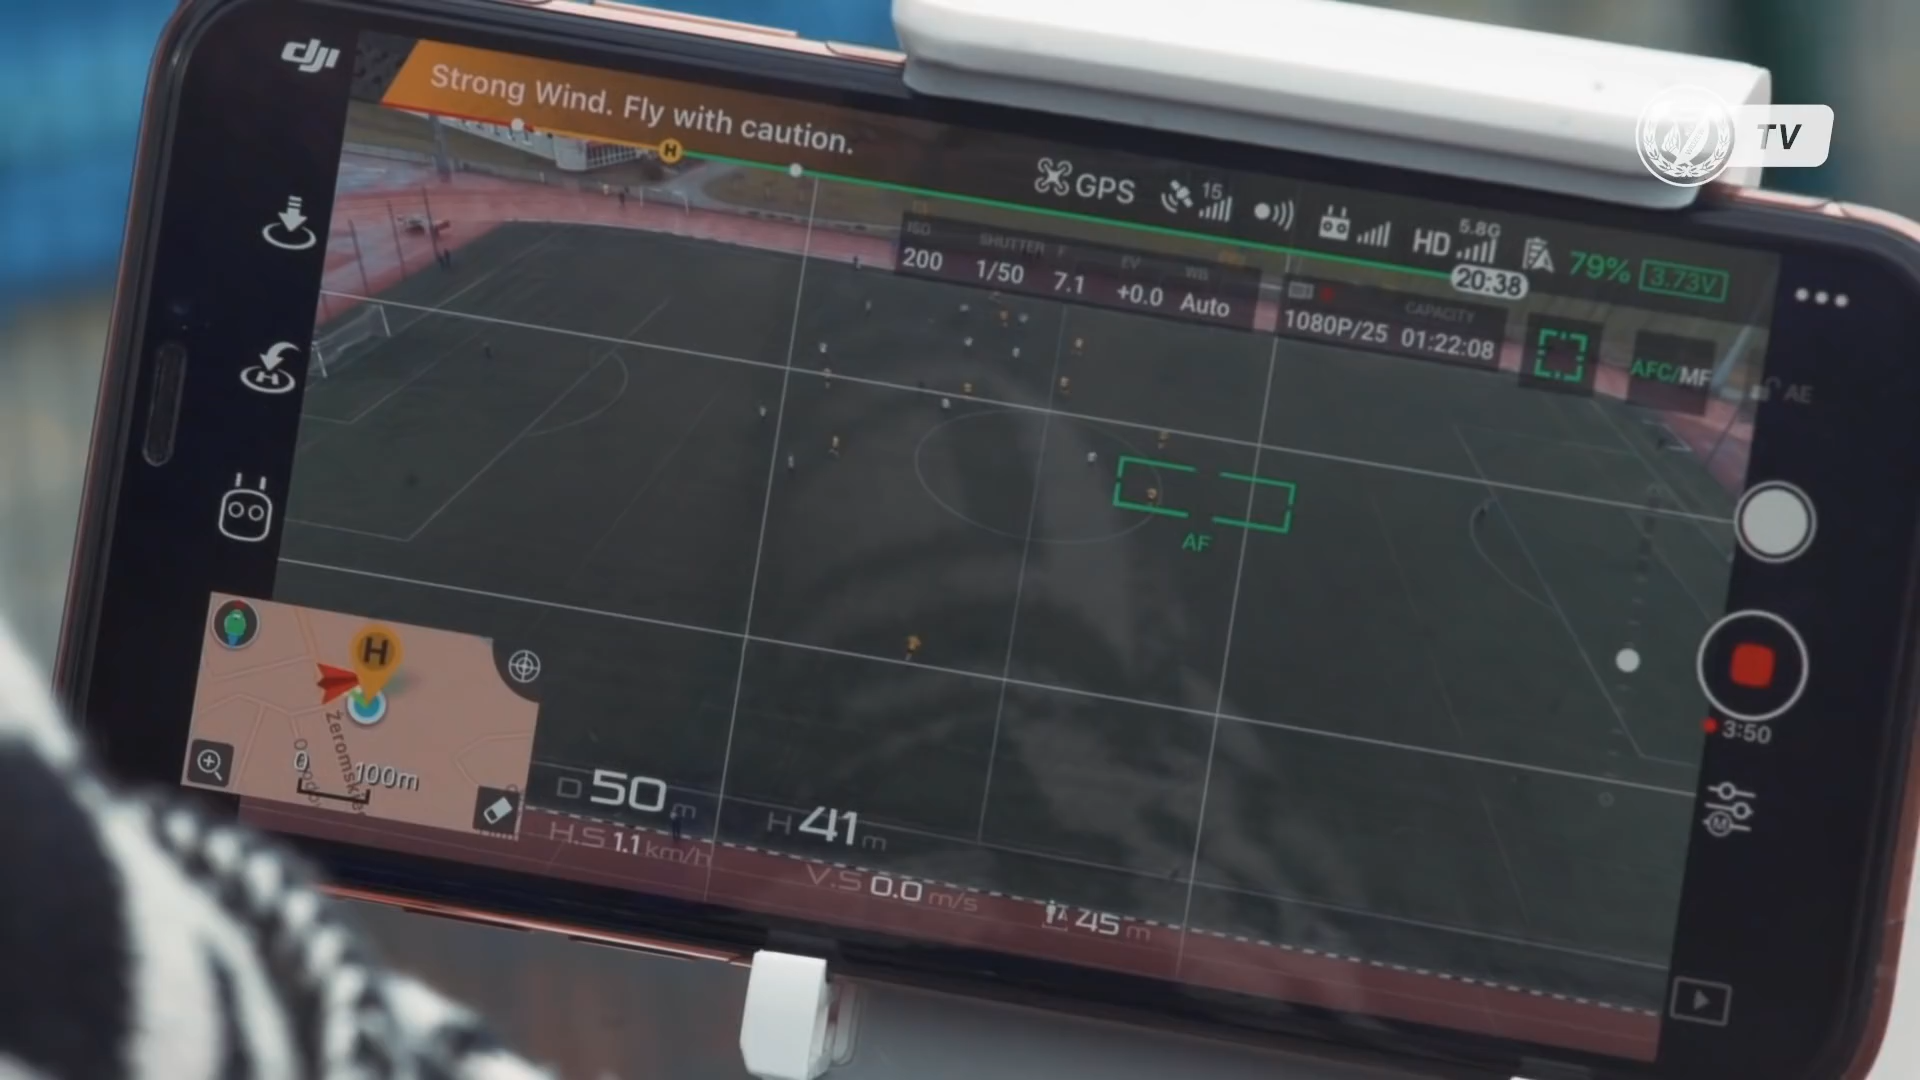 dji
Strong Wind. Fly with caution.
TV
H
GPS
15
HD 5.8G
79% 3.73V
20:38
ISO SHUTTER F EV WB
200 1/50 7.1 +0.0 Auto
CAPACITY
1080P/25 01:22:08
AFC/MF
AE
H
AF
3:50
M
H
Żeromskie
0 100m
D 50 m
H 41 m
H.S 1.1 km/h
V.S 0.0 m/s
45 m